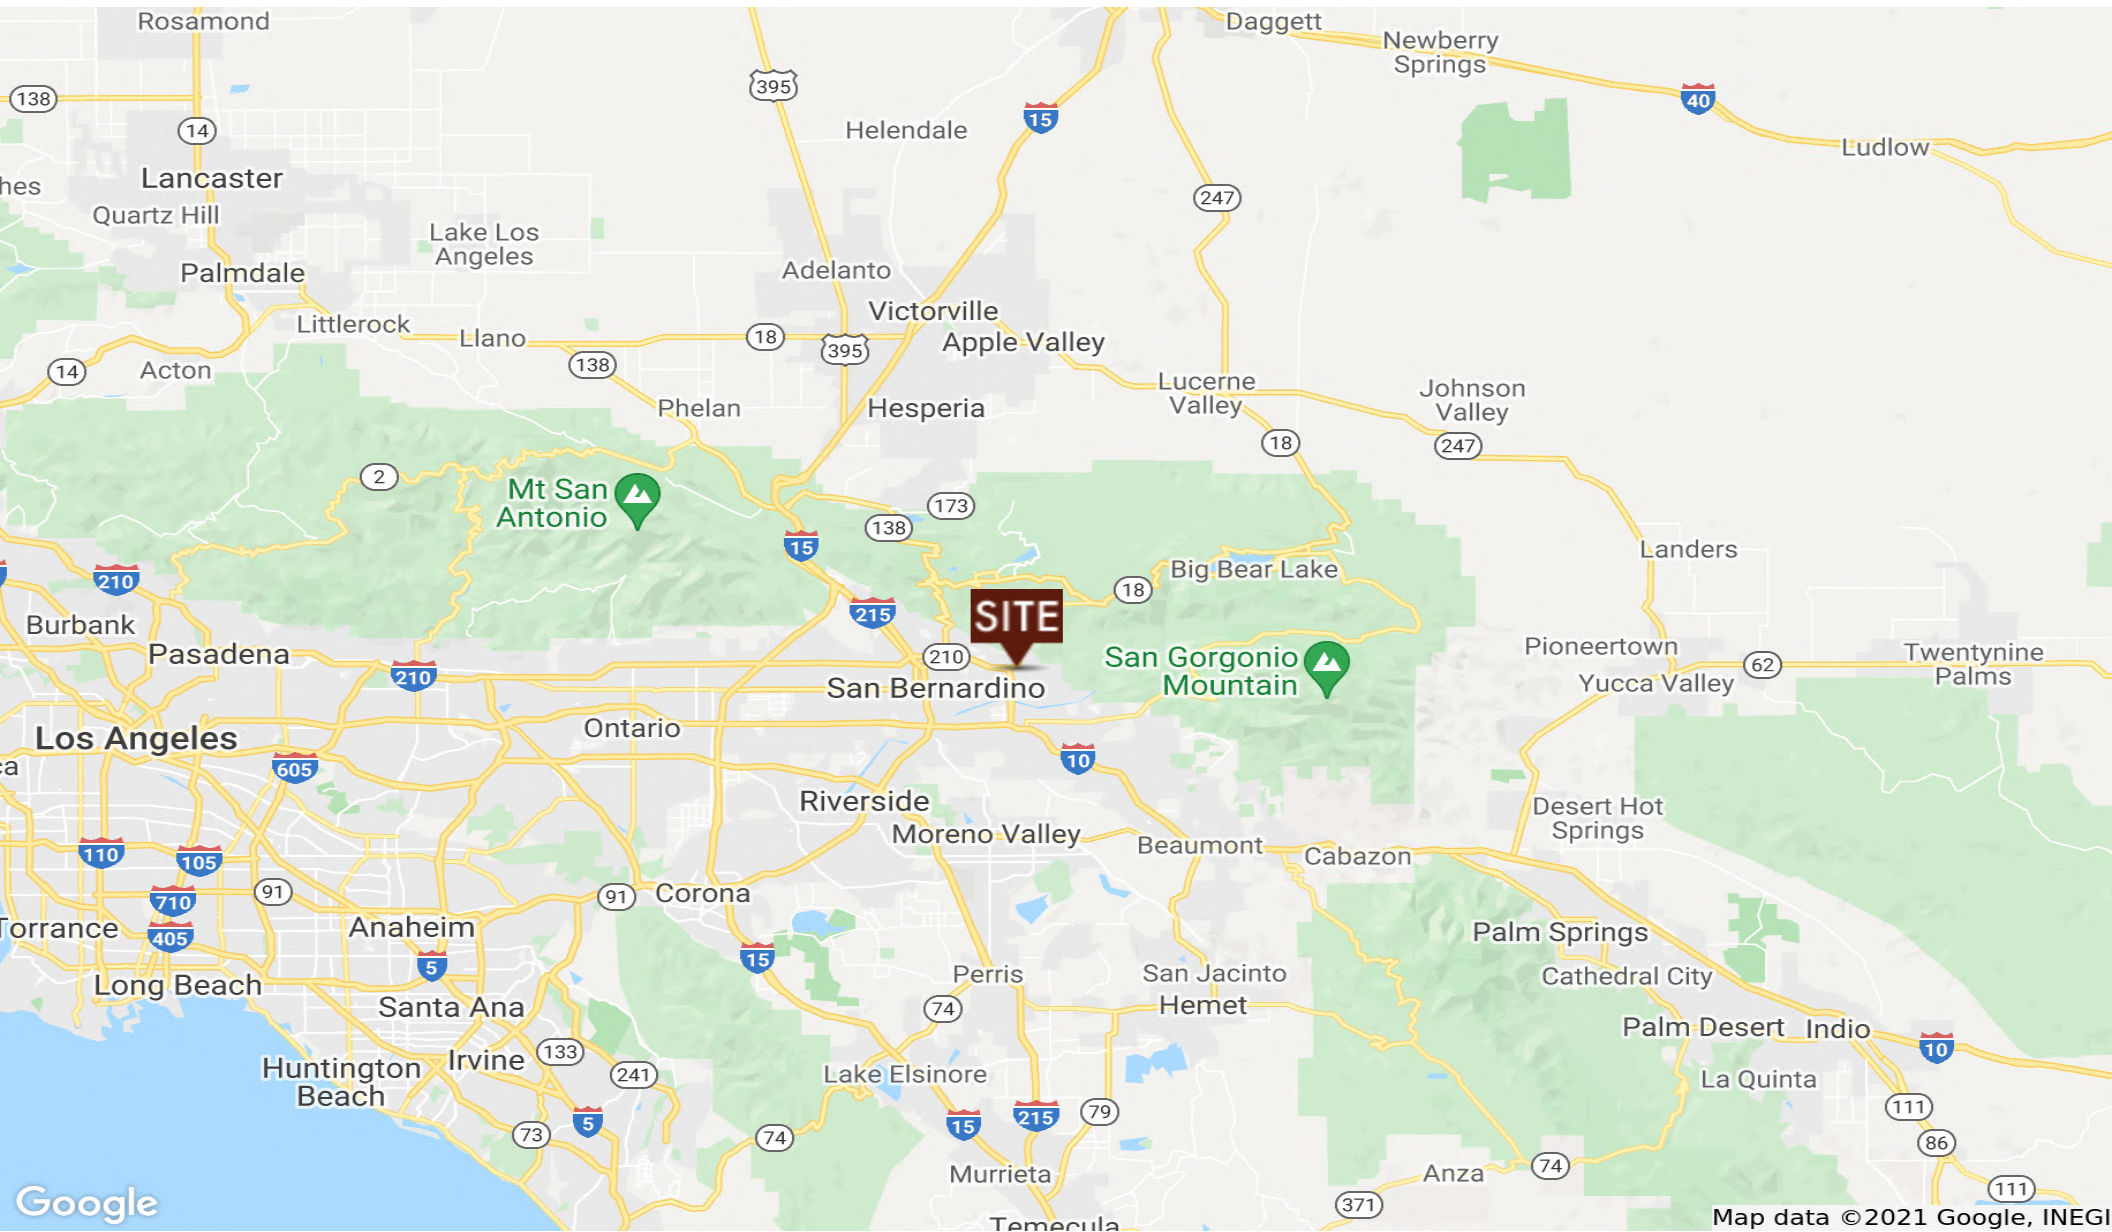 Rosamond
Daggett
Newberry
Springs
395
138
40
14
15
Helendale
Ludlow
Lancaster
hes
247
Quartz Hill
Lake Los
Angeles
Adelanto
Palmdale
Victorville
Littlerock
Llano
18
395
Apple Valley
138
14
Acton
Lucerne
Valley
Johnson
Valley
Phelan
Hesperia
18
247
2
Mt San
Antonio
173
138
15
Landers
Big Bear Lake
210
18
215
SITE
Burbank
Pasadena
210
San Gorgonio
Mountain
Pioneertown
62
Twentynine
Palms
210
San Bernardino
Yucca Valley
Ontario
Los Angeles
10
605
ca
Riverside
Desert Hot
Springs
Moreno Valley
Beaumont
Cabazon
110
105
91
91
Corona
710
Torrance
405
Anaheim
Palm Springs
15
5
Perris
San Jacinto
Cathedral City
Long Beach
Santa Ana
74
Hemet
Palm Desert
Indio
10
133
Irvine
Huntington
Beach
241
Lake Elsinore
La Quinta
111
79
215
15
5
73
74
86
Murrieta
Anza
74
111
371
Google
Temecula
Map data ©2021 Google, INEGI